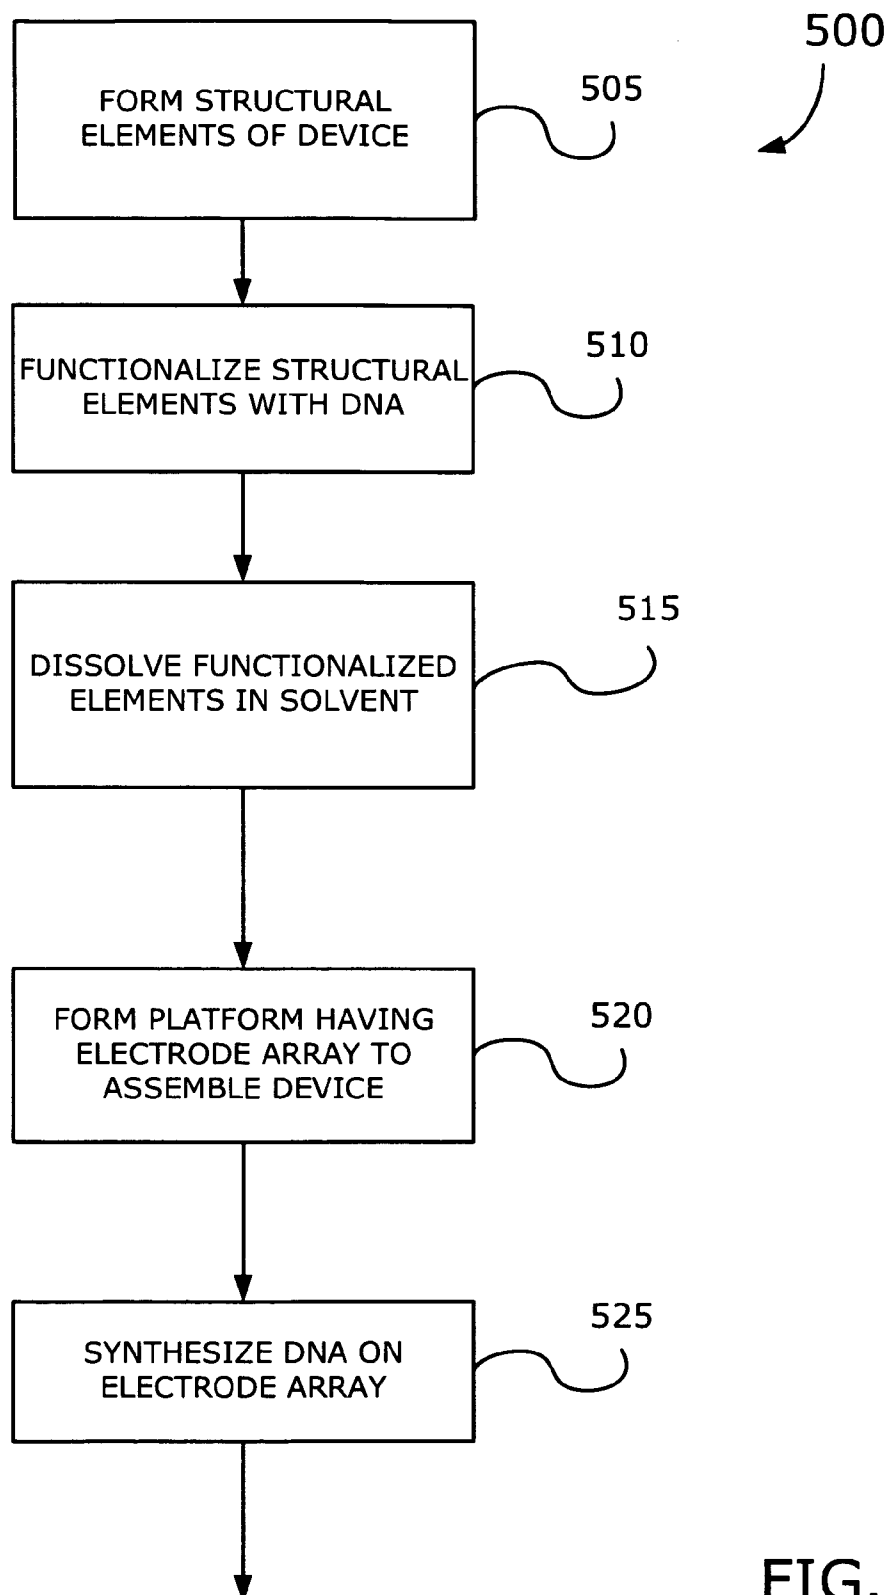 500
FORM STRUCTURAL
ELEMENTS OF DEVICE
505
FUNCTIONALIZE STRUCTURAL
ELEMENTS WITH DNA
510
DISSOLVE FUNCTIONALIZED
ELEMENTS IN SOLVENT
515
FORM PLATFORM HAVING
ELECTRODE ARRAY TO
ASSEMBLE DEVICE
520
SYNTHESIZE DNA ON
ELECTRODE ARRAY
525
FIG.